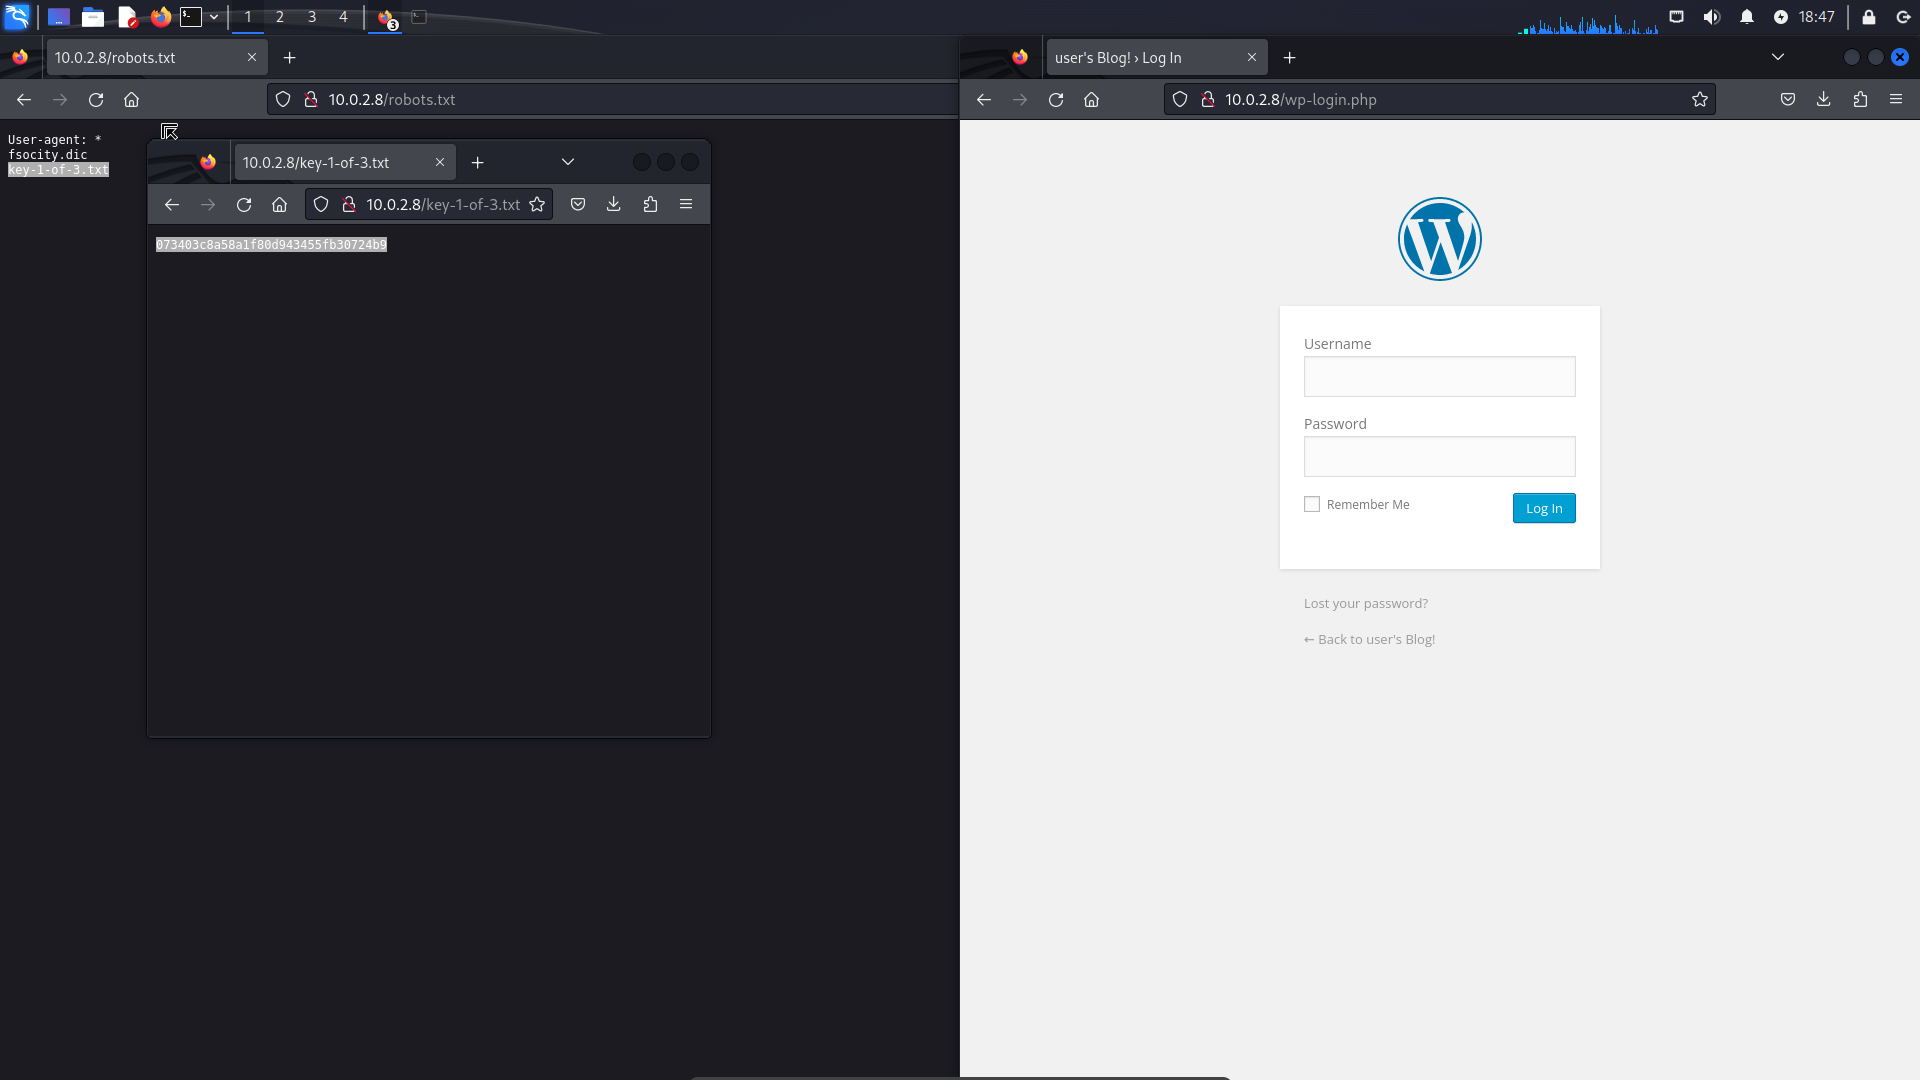 1 2 3 4 3 18:47
10.0.2.8/robots.txt
10.0.2.8/robots.txt
User-agent: *
fsocity.dic
key-1-of-3.txt
10.0.2.8/key-1-of-3.txt
10.0.2.8/key-1-of-3.txt
073403c8a58a1f80d943455fb30724b9
user's Blog! › Log In
10.0.2.8/wp-login.php
Username
Password
Remember Me
Log In
Lost your password?
← Back to user's Blog!